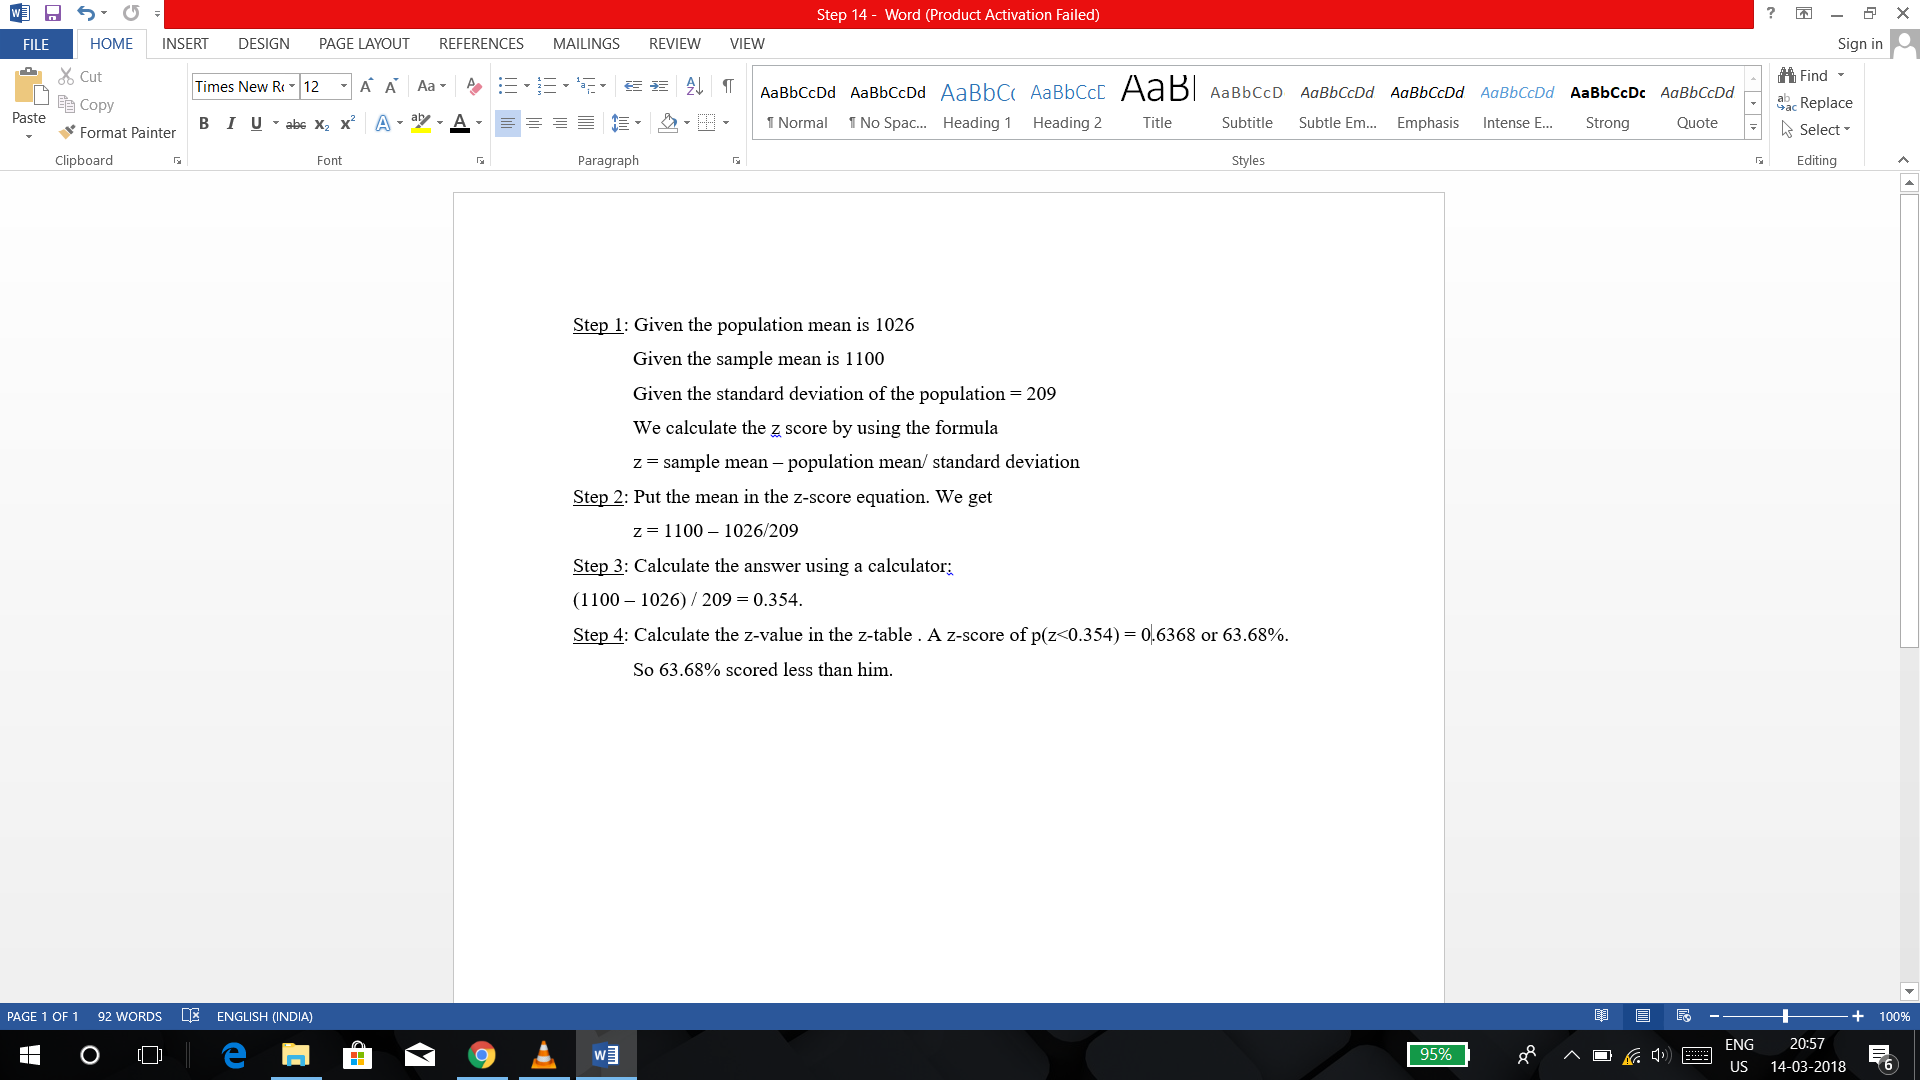 Step 14 - Word (Product Activation Failed)
FILE HOME INSERT DESIGN PAGE LAYOUT REFERENCES MAILINGS REVIEW VIEW Sign in
Paste
Cut
Copy
Format Painter
Clipboard
Times New Ro 12 Aa
B I U abc X₂ X² A ab A
Font
Paragraph
AaBbCcDd AaBbCcDd AaBbC AaBbCcC AaBl AaBbCcD AaBbCcDd AaBbCcDd AaBbCcDd AaBbCcDc AaBbCcDd
¶ Normal ¶ No Spac... Heading 1 Heading 2 Title Subtitle Subtle Em... Emphasis Intense E... Strong Quote
Styles
Find
Replace
Select
Editing
Step 1: Given the population mean is 1026
Given the sample mean is 1100
Given the standard deviation of the population = 209
We calculate the z score by using the formula
z = sample mean – population mean/ standard deviation
Step 2: Put the mean in the z-score equation. We get
z = 1100 – 1026/209
Step 3: Calculate the answer using a calculator:
(1100 – 1026) / 209 = 0.354.
Step 4: Calculate the z-value in the z-table . A z-score of p(z<0.354) = 0.6368 or 63.68%.
So 63.68% scored less than him.
PAGE 1 OF 1 92 WORDS ENGLISH (INDIA) 100%
95%
ENG
US
20:57
14-03-2018
6